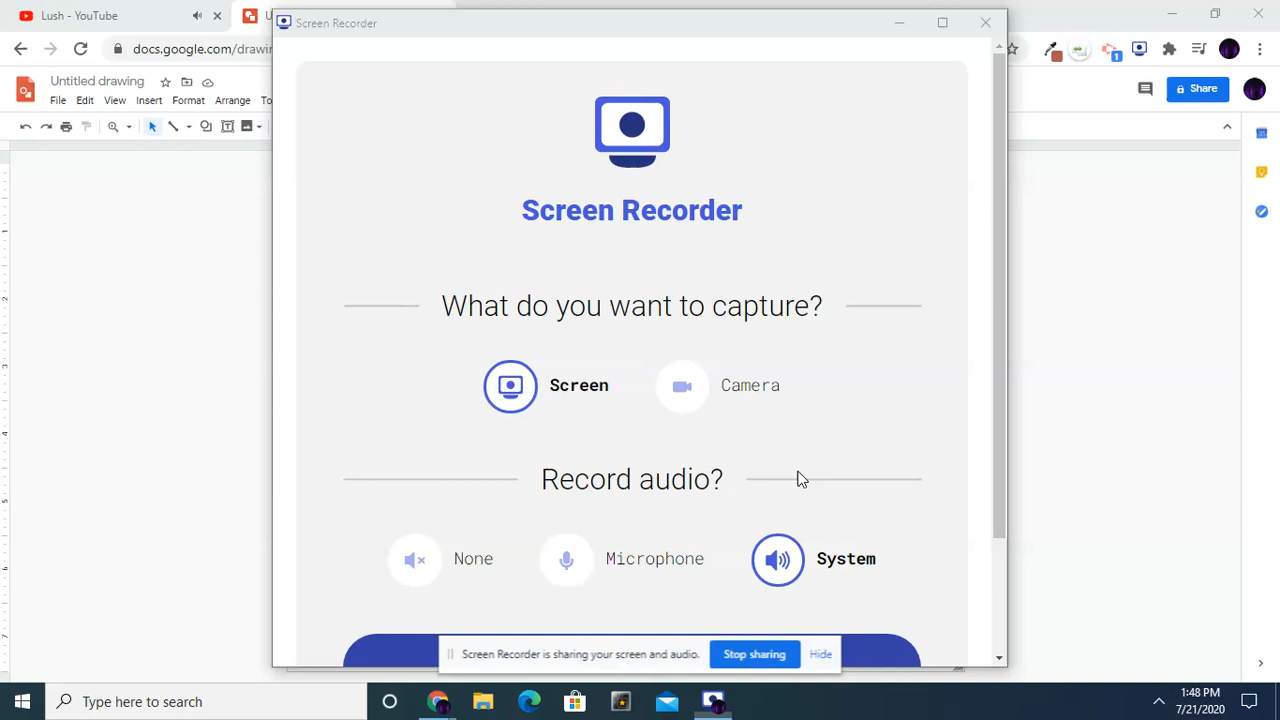 Lush - YouTube
Screen Recorder
docs.google.com/drawin
1
Untitled drawing
File Edit View Insert Format Arrange To
Share
Screen Recorder
What do you want to capture?
Screen
Camera
Record audio?
None
Microphone
System
Screen Recorder is sharing your screen and audio.
Stop sharing
Hide
Type here to search
1:48 PM
7/21/2020